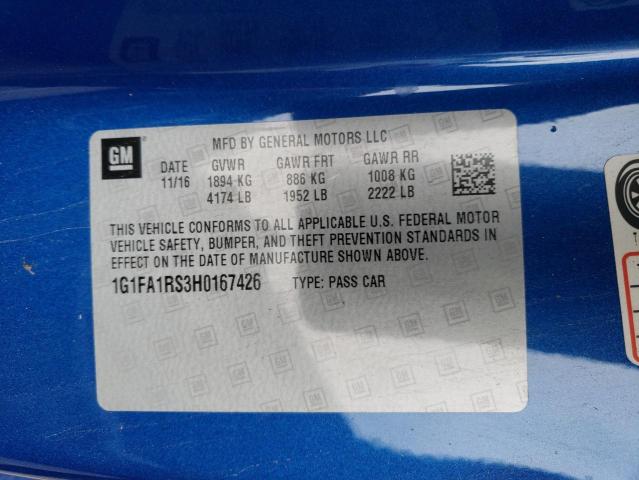 GM
MFD BY GENERAL MOTORS LLC
DATE GVWR GAWR FRT GAWR RR
11/16 1894 KG 886 KG 1008 KG
4174 LB 1952 LB 2222 LB
THIS VEHICLE CONFORMS TO ALL APPLICABLE U.S. FEDERAL MOTOR
VEHICLE SAFETY, BUMPER, AND THEFT PREVENTION STANDARDS IN
EFFECT ON THE DATE OF MANUFACTURE SHOWN ABOVE.
1G1FA1RS3H0167426 TYPE: PASS CAR